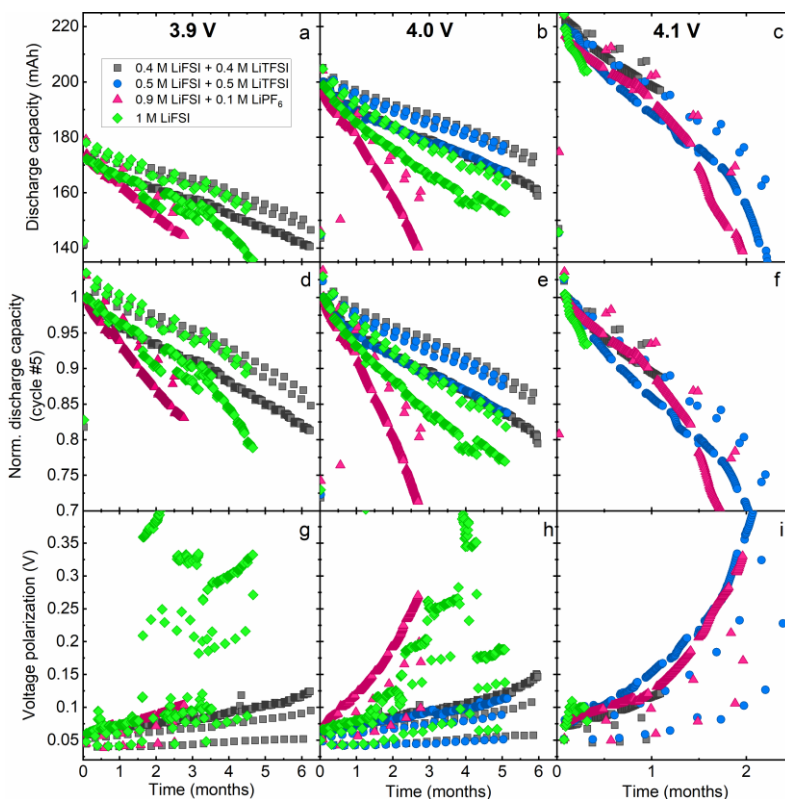 3.9 V 4.0 V 4.1 V
a b c
0.4 M LiFSI + 0.4 M LiTFSI
0.5 M LiFSI + 0.5 M LiTFSI
0.9 M LiFSI + 0.1 M LiPF₆
1 M LiFSI
Discharge capacity (mAh)
220
200
180
160
140
d e f
Norm. discharge capacity
(cycle #5)
1
0.95
0.9
0.85
0.8
0.7
g h i
Voltage polarization (V)
0.35
0.3
0.25
0.2
0.15
0.1
0.05
0 1 2 3 4 5 6 0 1 2 3 4 5 6 0 1 2
Time (months) Time (months) Time (months)